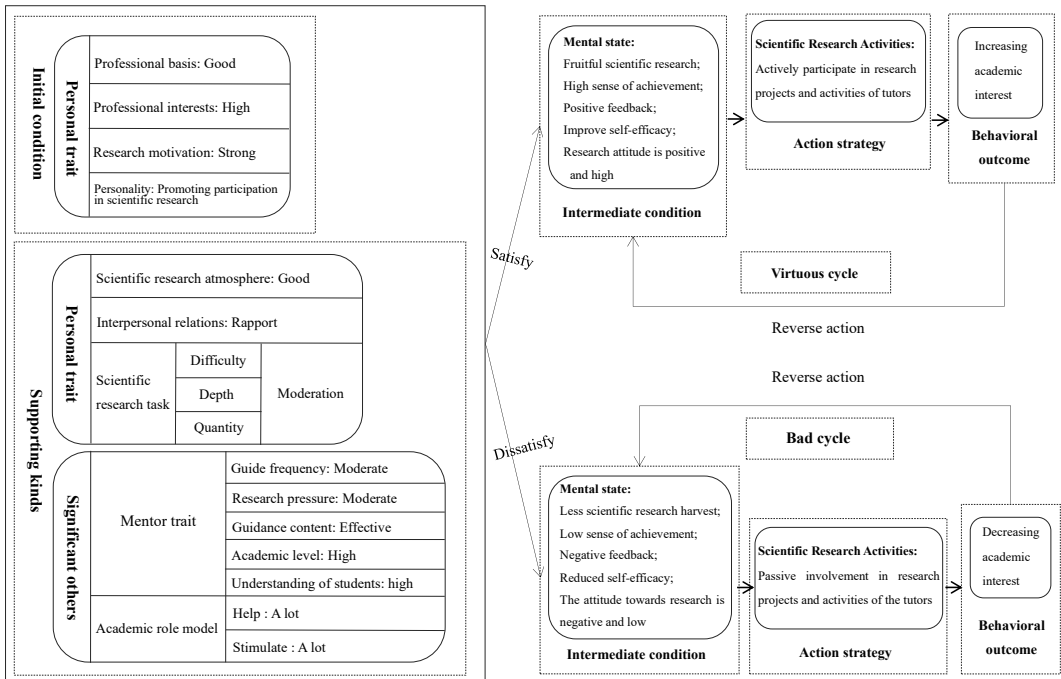 Initial condition
Personal trait
Professional basis: Good
Professional interests: High
Research motivation: Strong
Personality: Promoting participation
in scientific research
Supporting kinds
Personal trait
Scientific research atmosphere: Good
Interpersonal relations: Rapport
Scientific
research task
Difficulty
Depth
Quantity
Moderation
Significant others
Mentor trait
Guide frequency: Moderate
Research pressure: Moderate
Guidance content: Effective
Academic level: High
Understanding of students: high
Academic role model
Help : A lot
Stimulate : A lot
Satisfy
Dissatisfy
Mental state:
Fruitful scientific research;
High sense of achievement;
Positive feedback;
Improve self-efficacy;
Research attitude is positive
and high
Intermediate condition
Scientific Research Activities:
Actively participate in research
projects and activities of tutors
Action strategy
Increasing
academic
interest
Behavioral
outcome
Virtuous cycle
Reverse action
Reverse action
Bad cycle
Mental state:
Less scientific research harvest;
Low sense of achievement;
Negative feedback;
Reduced self-efficacy;
The attitude towards research is
negative and low
Intermediate condition
Scientific Research Activities:
Passive involvement in research
projects and activities of the tutors
Action strategy
Decreasing
academic
interest
Behavioral
outcome